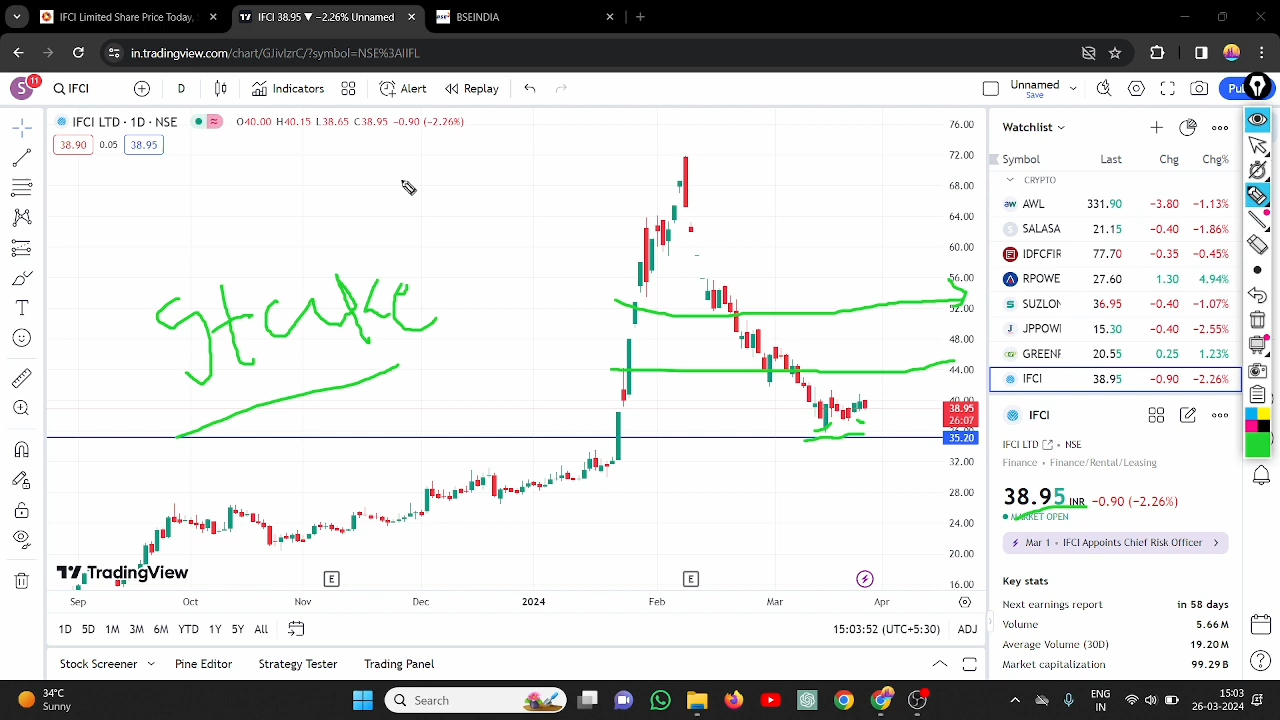 IFCI Limited Share Price Today, S
IFCI 38.95 ▼ −2.26% Unnamed
BSEINDIA
in.tradingview.com/chart/GJivIzrC/?symbol=NSE%3AIIFL
S 11 IFCI D Indicators Alert Replay Unnamed Save Pu
IFCI LTD · 1D · NSE O40.00 H40.15 L38.65 C38.95 −0.90 (−2.26%)
38.90 0.05 38.95
76.00
72.00
68.00
64.00
60.00
56.00
52.00
48.00
44.00
40.00
38.95
26:07
35.20
32.00
28.00
24.00
20.00
16.00
TradingView
E E
Sep Oct Nov Dec 2024 Feb Mar Apr
1D 5D 1M 3M 6M YTD 1Y 5Y All 15:03:52 (UTC+5:30) ADJ
Stock Screener Pine Editor Strategy Tester Trading Panel
Watchlist
Symbol Last Chg Chg%
CRYPTO
AWL 331.90 −3.80 −1.13%
SALASA 21.15 −0.40 −1.86%
IDFCFIR 77.70 −0.35 −0.45%
RPOWE 27.60 1.30 4.94%
SUZLON 36.95 −0.40 −1.07%
JPPOWI 15.30 −0.40 −2.55%
GREENF 20.55 0.25 1.23%
IFCI 38.95 −0.90 −2.26%
IFCI
IFCI LTD • NSE
Finance • Finance/Rental/Leasing
38.95 INR −0.90 (−2.26%)
MARKET OPEN
Mar 1 • IFCI Appoints Chief Risk Officer
Key stats
Next earnings report in 58 days
Volume 5.66M
Average Volume (30D) 19.20M
Market capitalization 99.29B
34°C
Sunny
Search
ENG
IN
15:03
26-03-2024